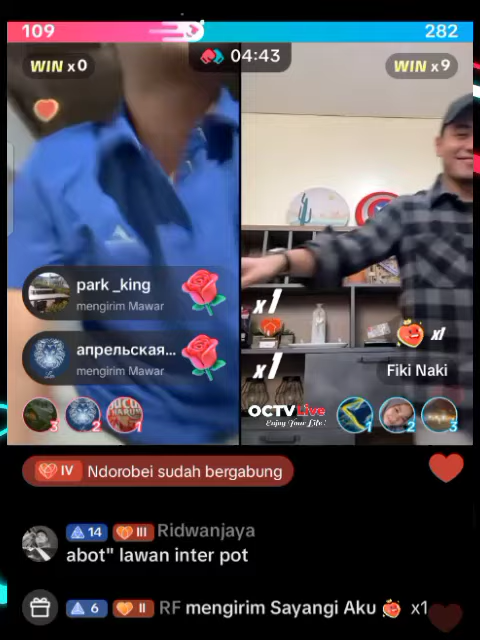 109
282
WIN x0
04:43
WIN x9
park _king
mengirim Mawar
x1
x1
апрельская...
mengirim Mawar
x1
Fiki Naki
OCTV Live
Enjoy Your Life!
3
2
1
1
2
3
IV Ndorobei sudah bergabung
14 III Ridwanjaya
abot" lawan inter pot
6 II RF mengirim Sayangi Aku x1